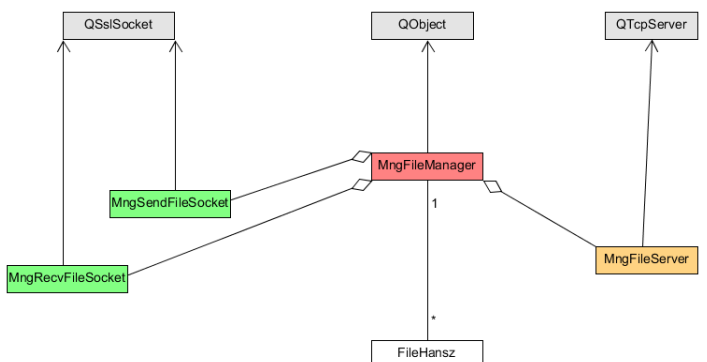 QSslSocket
QObject
QTcpServer
MngFileManager
MngSendFileSocket
1
MngFileServer
MngRecvFileSocket
*
FileHansz